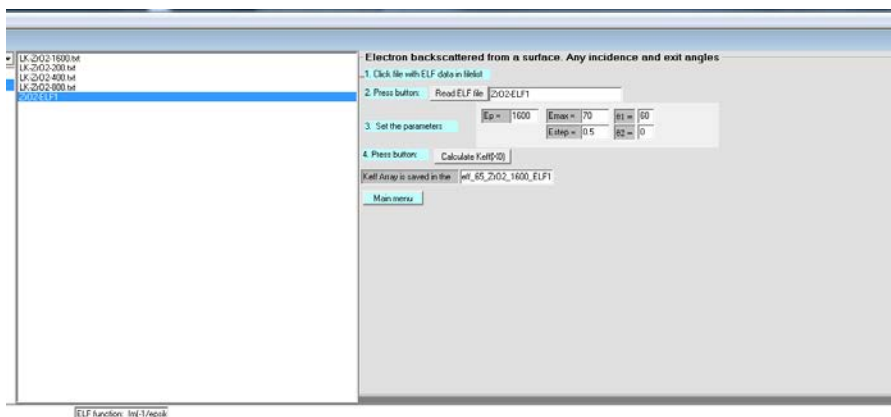 LK-ZrO2-1600.txt
LK-ZrO2-200.txt
LK-ZrO2-400.txt
LK-ZrO2-800.txt
ZrO2-ELF1
Electron backscattered from a surface. Any incidence and exit angles
1. Click file with ELF data in filelist
2. Press button: Read ELF file ZrO2-ELF1
3. Set the parameters
Ep = 1600 Emax = 70 θ1 = 60
Estep = 0.5 θ2 = 0
4. Press button: Calculate Keff(X0)
Keff Array is saved in the eff_65_ZrO2_1600_ELF1
Main menu
ELF function: Im(-1/epsik